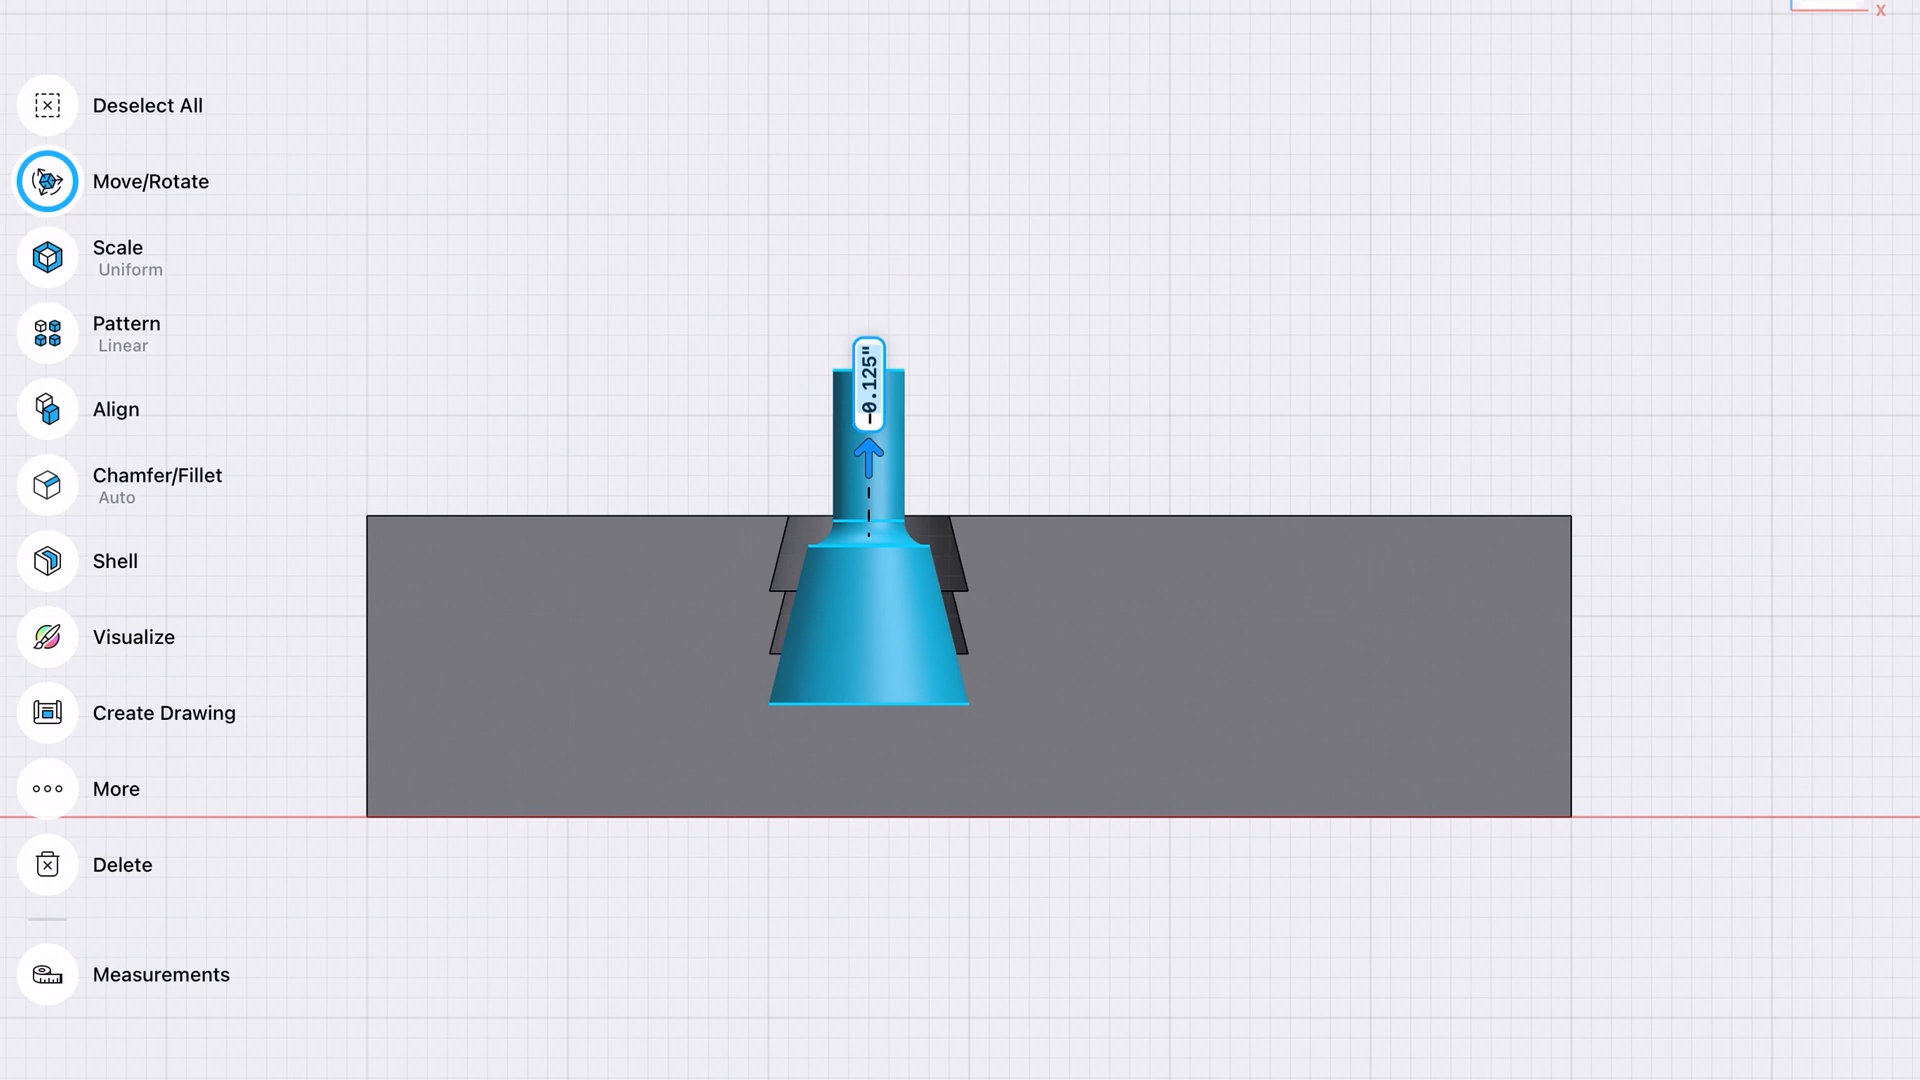 X
Deselect All
Move/Rotate
Scale
Uniform
Pattern
Linear
Align
Chamfer/Fillet
Auto
Shell
Visualize
Create Drawing
More
Delete
Measurements
-0.125"